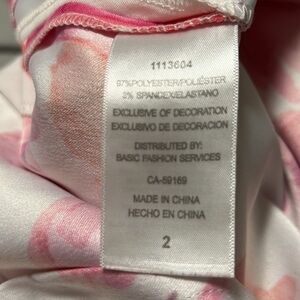 1113604
97%POLYESTER/POLIÉSTER
3% SPANDEX/ELASTANO
EXCLUSIVE OF DECORATION
EXCLUSIVO DE DECORACION
DISTRIBUTED BY:
BASIC FASHION SERVICES
CA-59169
MADE IN CHINA
HECHO EN CHINA
2